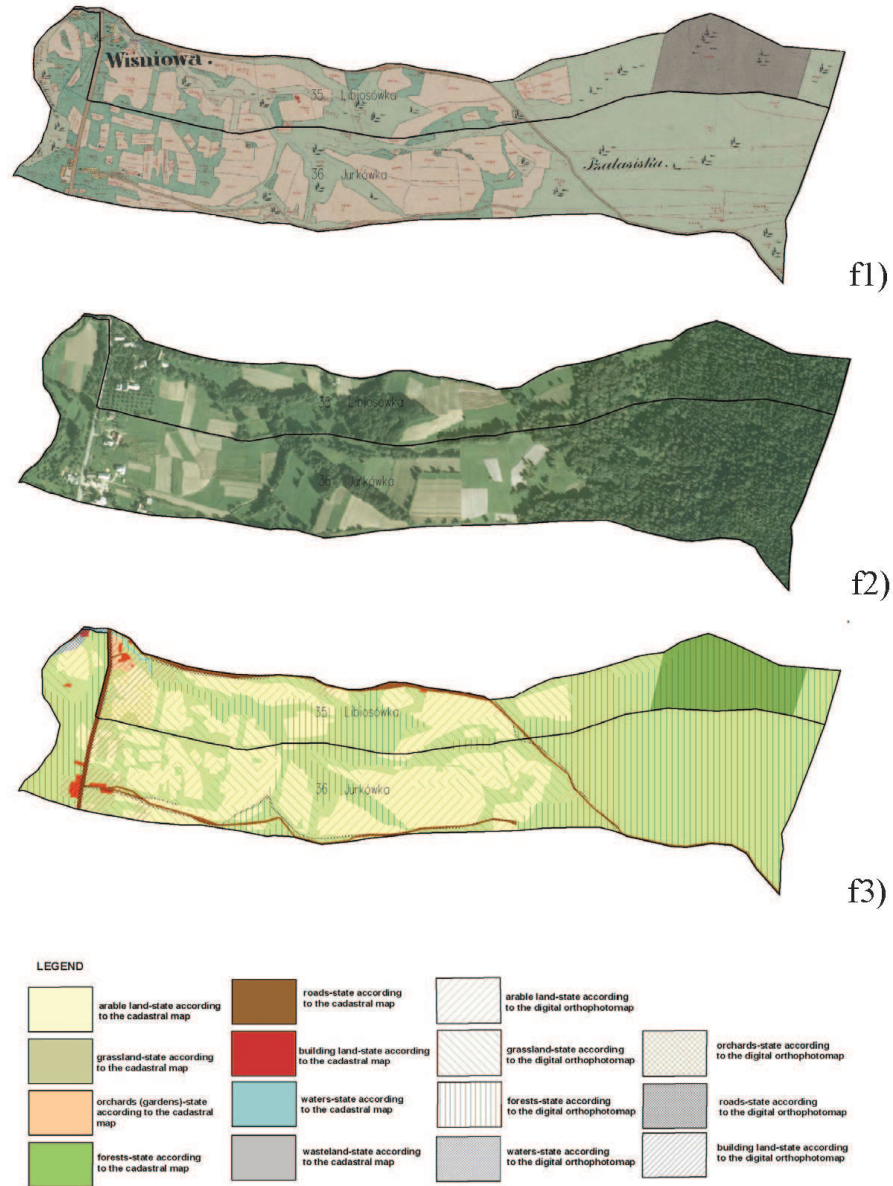 Wiśniowa.
35 Libiosówka
36 Jurkówka
f1)
Libiosówka
36 Jurkówka
f2)
35 Libiosówka
36 Jurkówka
f3)
LEGEND
arable land-state according
to the cadastral map
grassland-state according
to the cadastral map
orchards (gardens)-state
according to the cadastral
map
forests-state according
to the cadastral map
roads-state according
to the cadastral map
building land-state according
to the cadastral map
waters-state according
to the cadastral map
wasteland-state according
to the cadastral map
arable land-state according
to the digital orthophotomap
grassland-state according
to the digital orthophotomap
forests-state according
to the digital orthophotomap
waters-state according
to the digital orthophotomap
orchards-state according
to the digital orthophotomap
roads-state according
to the digital orthophotomap
building land-state according
to the digital orthophotomap